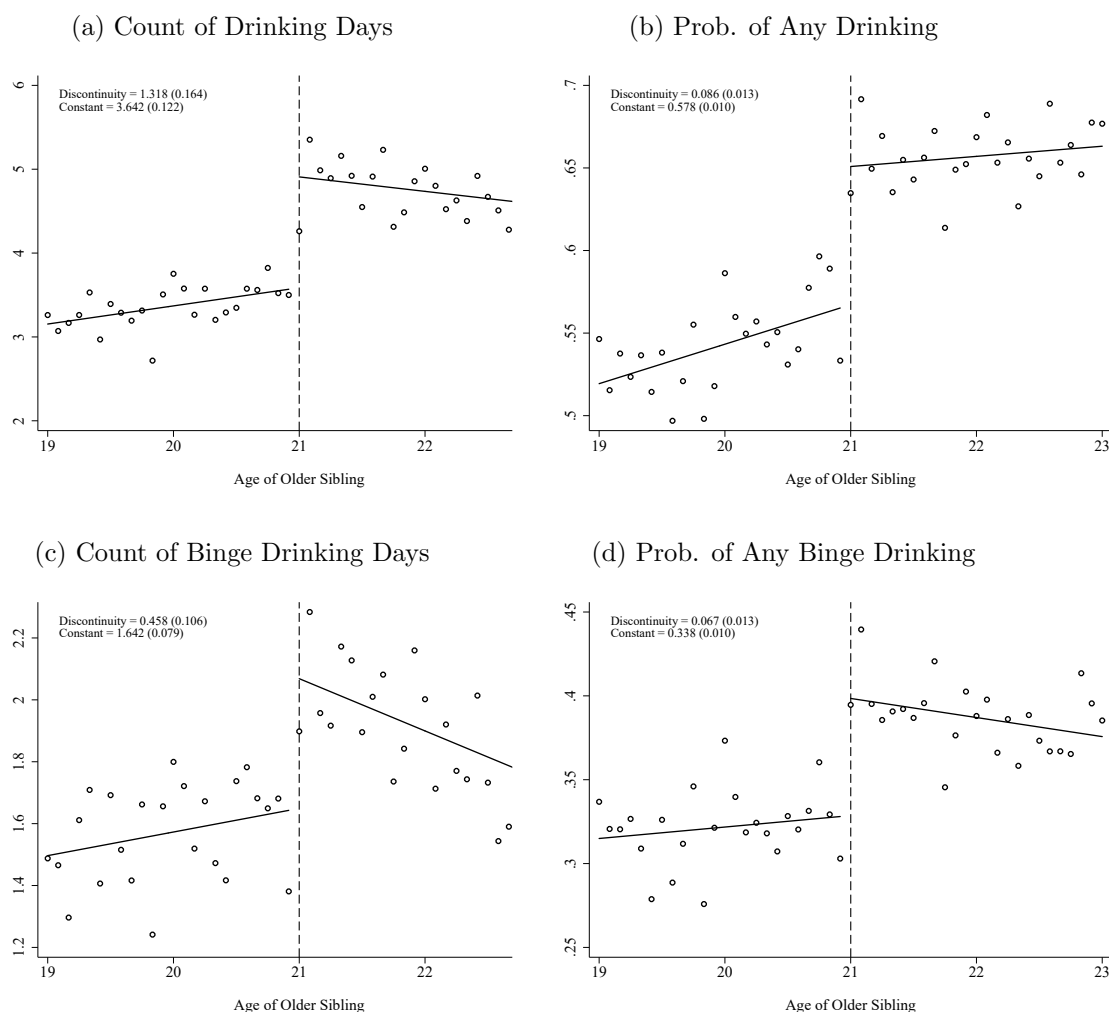 (a) Count of Drinking Days
Discontinuity = 1.318 (0.164)
Constant = 3.642 (0.122)
6
5
4
3
2
19 20 21 22
Age of Older Sibling
(b) Prob. of Any Drinking
Discontinuity = 0.086 (0.013)
Constant = 0.578 (0.010)
.7
.65
.6
.55
.5
19 20 21 22 23
Age of Older Sibling
(c) Count of Binge Drinking Days
Discontinuity = 0.458 (0.106)
Constant = 1.642 (0.079)
2.2
2
1.8
1.6
1.4
1.2
19 20 21 22
Age of Older Sibling
(d) Prob. of Any Binge Drinking
Discontinuity = 0.067 (0.013)
Constant = 0.338 (0.010)
.45
.4
.35
.3
.25
19 20 21 22 23
Age of Older Sibling